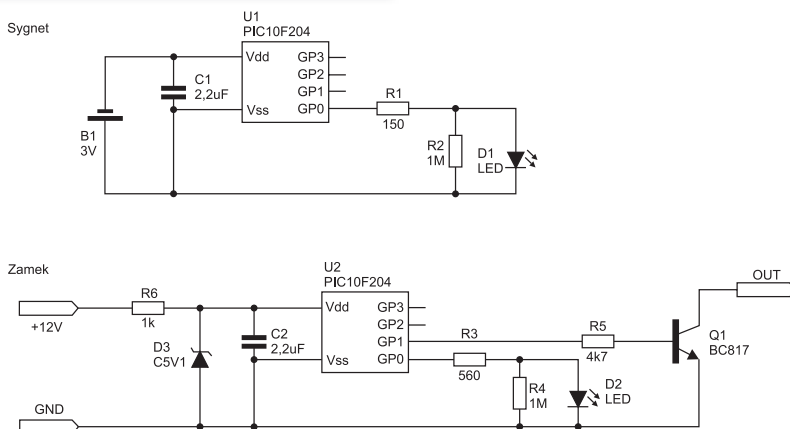 Sygnet
U1
PIC10F204
Vdd
GP3
GP2
GP1
Vss
GP0
C1
2,2uF
B1
3V
R1
150
R2
1M
D1
LED
Zamek
U2
PIC10F204
+12V
R6
1k
D3
C5V1
C2
2,2uF
Vdd
GP3
GP2
GP1
Vss
GP0
R3
560
R4
1M
D2
LED
R5
4k7
Q1
BC817
OUT
GND